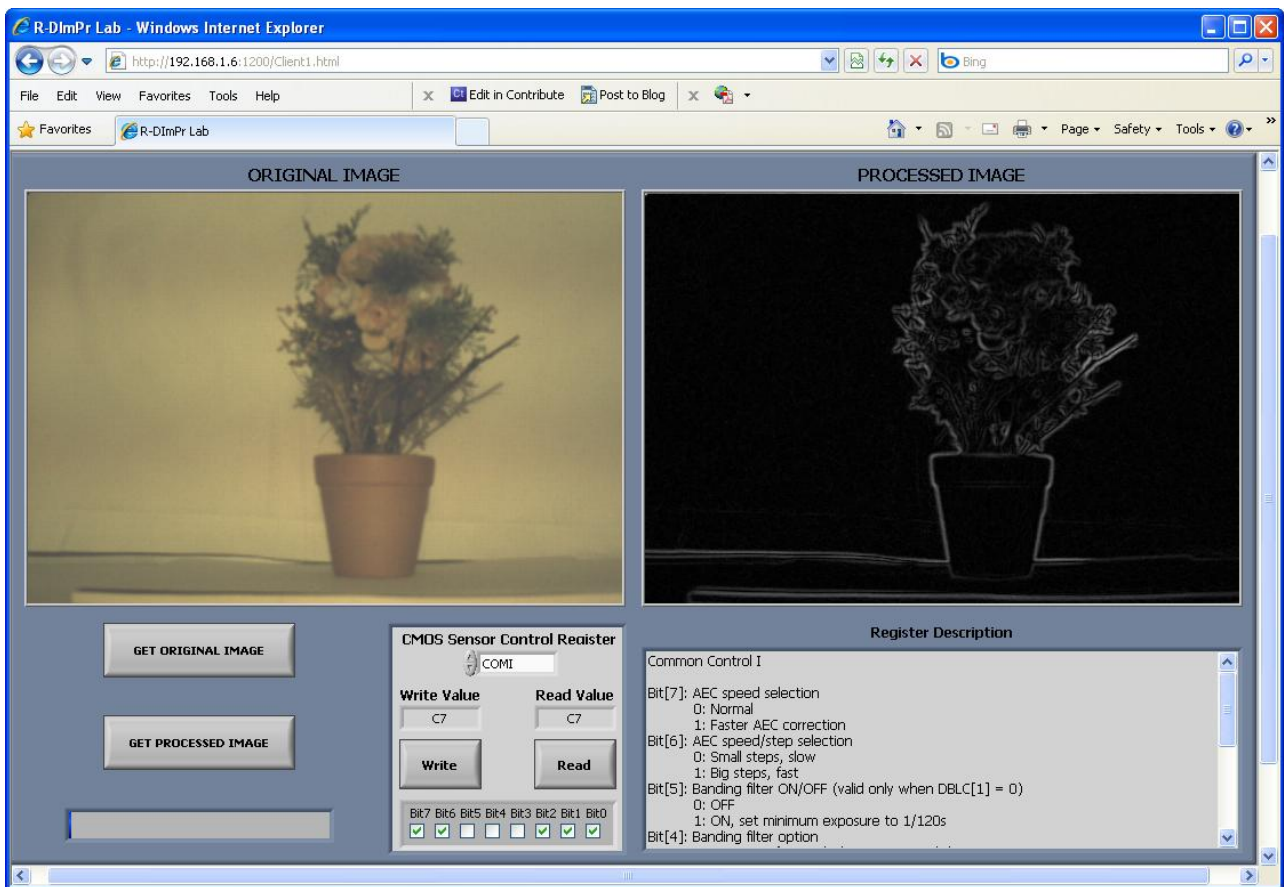 R-DImPr Lab - Windows Internet Explorer
http://192.168.1.6:1200/Client1.html
Bing
File Edit View Favorites Tools Help
x Ct Edit in Contribute Post to Blog x
Favorites R-DImPr Lab
Page Safety Tools
ORIGINAL IMAGE
PROCESSED IMAGE
GET ORIGINAL IMAGE
GET PROCESSED IMAGE
CMOS Sensor Control Register
COMI
Write Value Read Value
C7 C7
Write Read
Bit7 Bit6 Bit5 Bit4 Bit3 Bit2 Bit1 Bit0
Register Description
Common Control I
Bit[7]: AEC speed selection
0: Normal
1: Faster AEC correction
Bit[6]: AEC speed/step selection
0: Small steps, slow
1: Big steps, fast
Bit[5]: Banding filter ON/OFF (valid only when DBLC[1] = 0)
0: OFF
1: ON, set minimum exposure to 1/120s
Bit[4]: Banding filter option